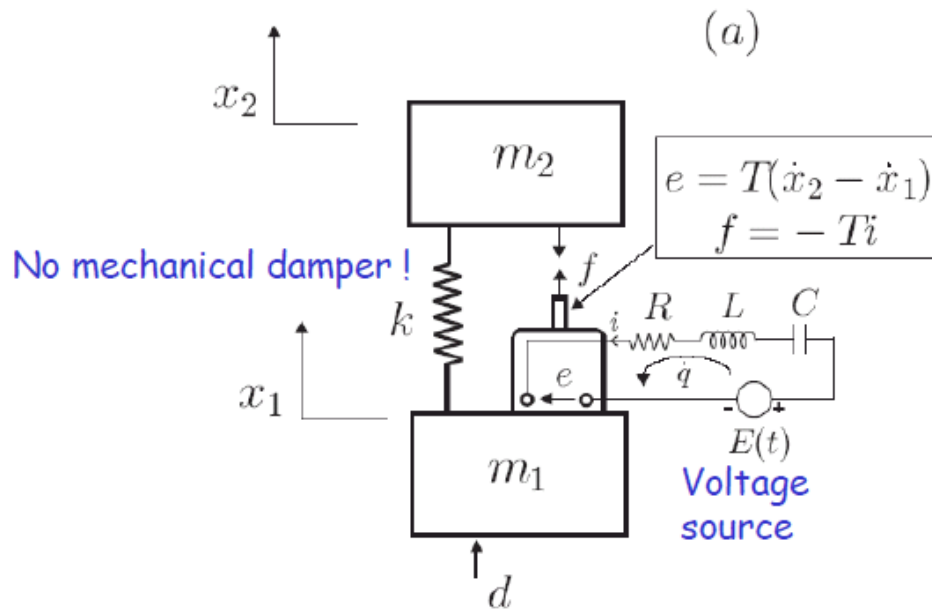 (a)
x₂
m₂
e = T(ẋ₂ − ẋ₁)
f = − Ti
No mechanical damper !
f
k
R
L
C
i
x₁
e
q̇
- +
E(t)
m₁
Voltage
source
d